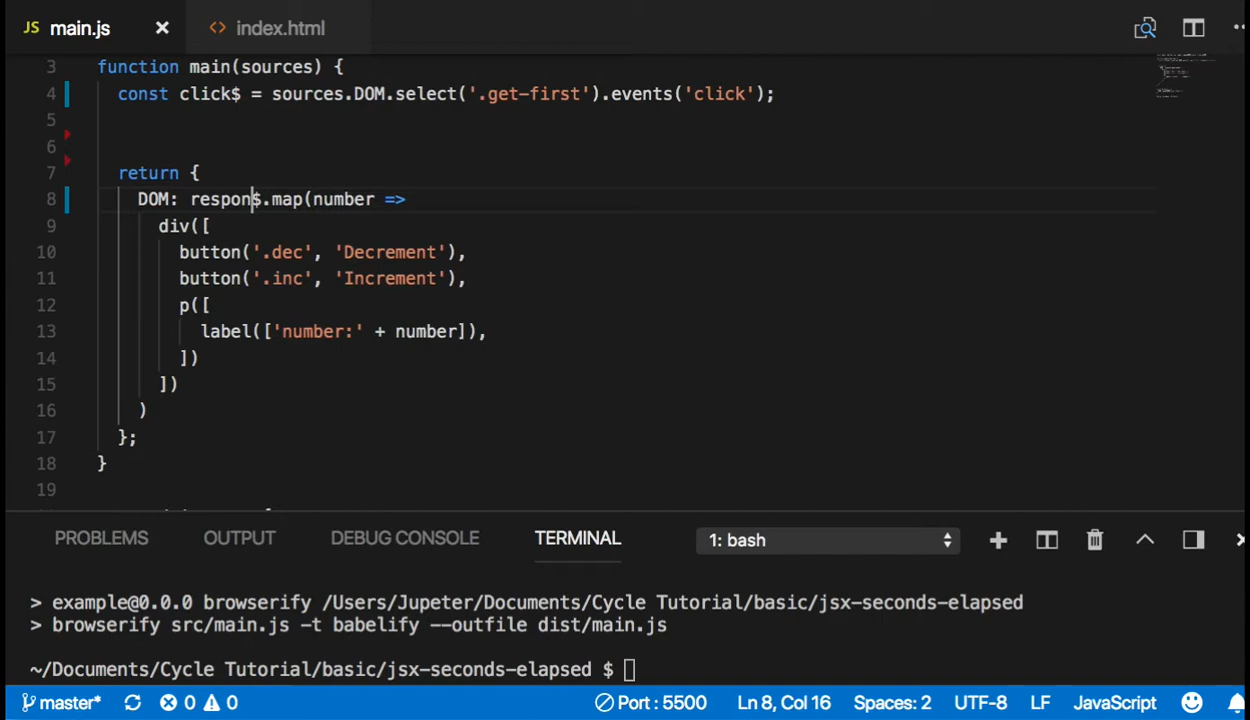 JS main.js × <> index.html
3 function main(sources) {
4 const click$ = sources.DOM.select('.get-first').events('click');
5
6
7 return {
8 DOM: respon$.map(number =>
9 div([
10 button('.dec', 'Decrement'),
11 button('.inc', 'Increment'),
12 p([
13 label(['number:' + number]),
14 ])
15 ])
16 )
17 };
18 }
19
PROBLEMS OUTPUT DEBUG CONSOLE TERMINAL 1: bash
> example@0.0.0 browserify /Users/Jupeter/Documents/Cycle Tutorial/basic/jsx-seconds-elapsed
> browserify src/main.js -t babelify --outfile dist/main.js
~/Documents/Cycle Tutorial/basic/jsx-seconds-elapsed $
master* 0 0 Port : 5500 Ln 8, Col 16 Spaces: 2 UTF-8 LF JavaScript